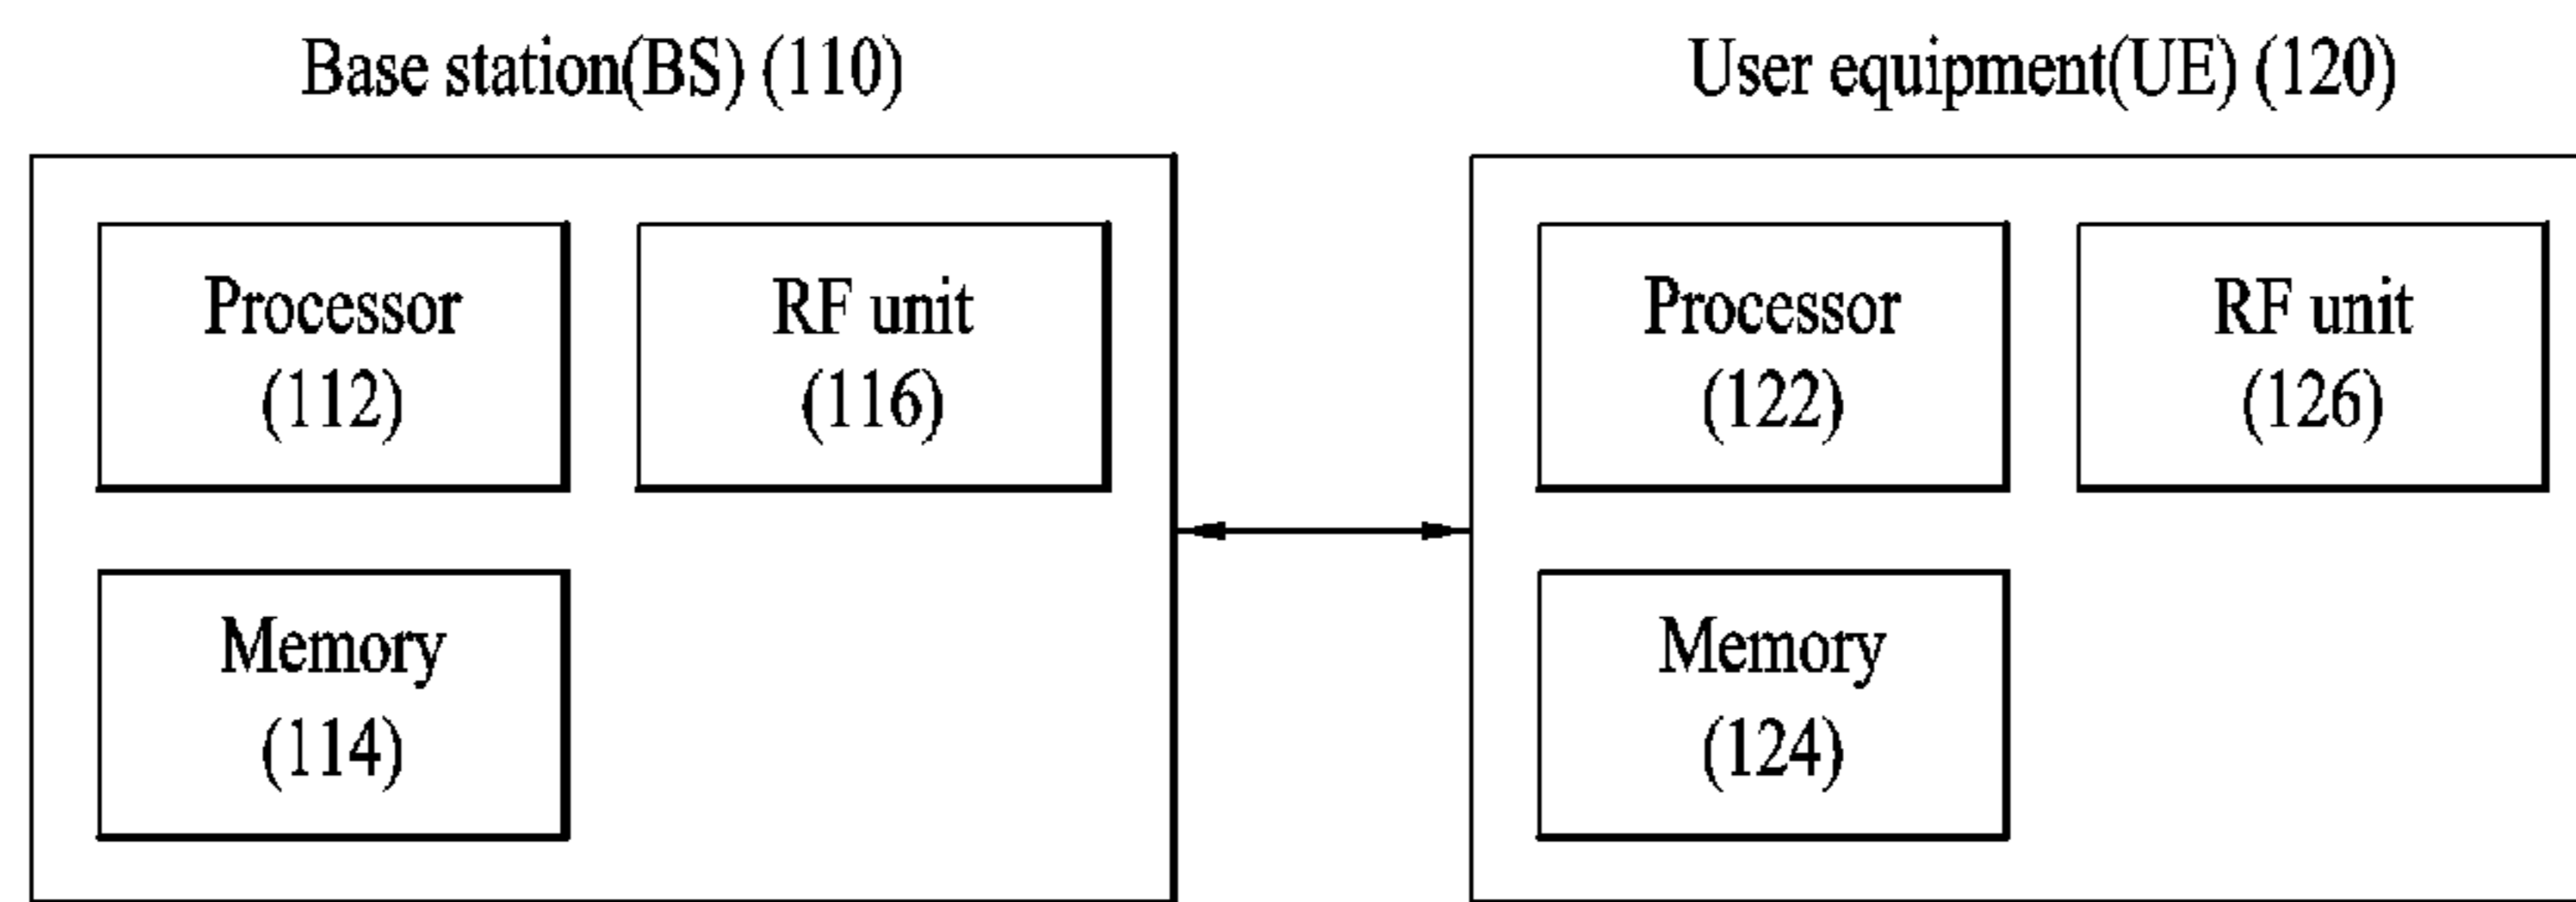 Base station(BS) (110)
Processor
(112)
RF unit
(116)
Memory
(114)
User equipment(UE) (120)
Processor
(122)
RF unit
(126)
Memory
(124)